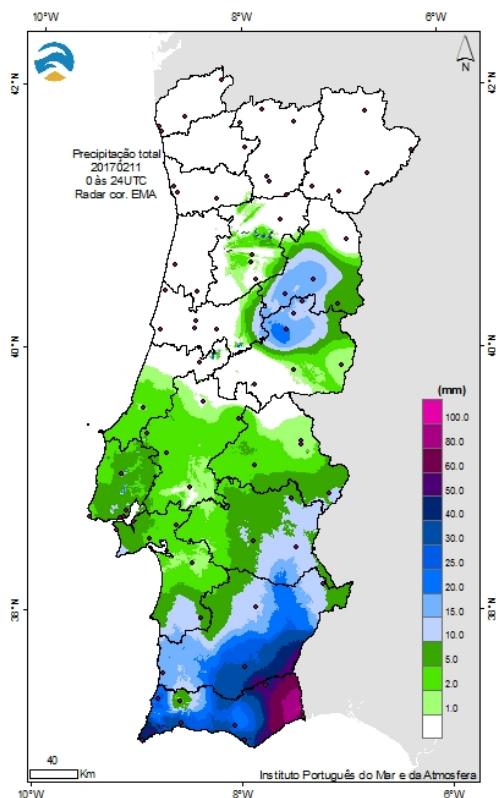 10°W 8°W 6°W
42°N 42°N
N
Precipitação total
20170211
0 às 24UTC
Radar cor. EMA
40°N 40°N
(mm)
100.0
80.0
60.0
50.0
40.0
30.0
25.0
20.0
15.0
10.0
5.0
2.0
1.0
38°N 38°N
40
Km
Instituto Português do Mar e da Atmosfera
10°W 8°W 6°W